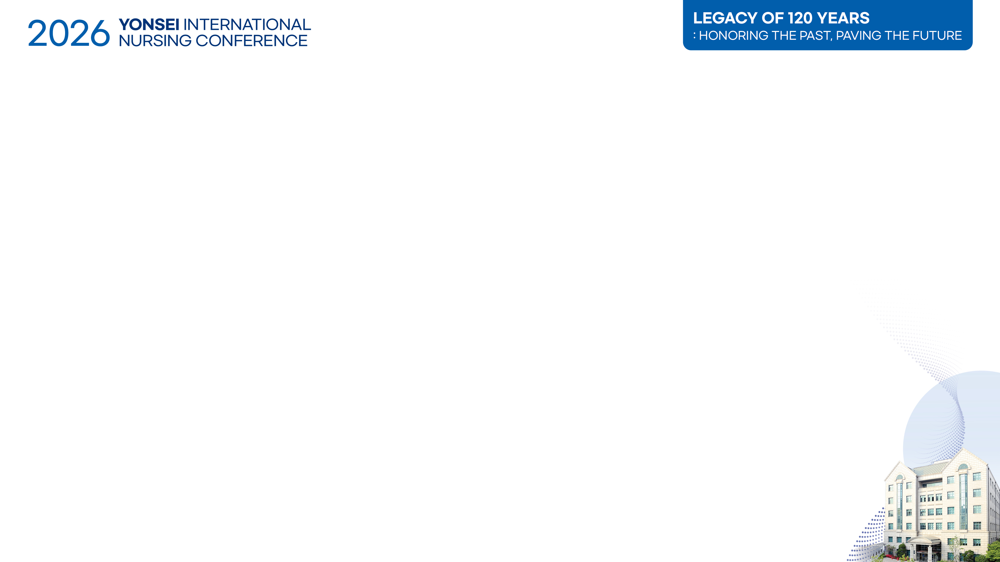 2026 YONSEI INTERNATIONAL
NURSING CONFERENCE
LEGACY OF 120 YEARS
: HONORING THE PAST, PAVING THE FUTURE